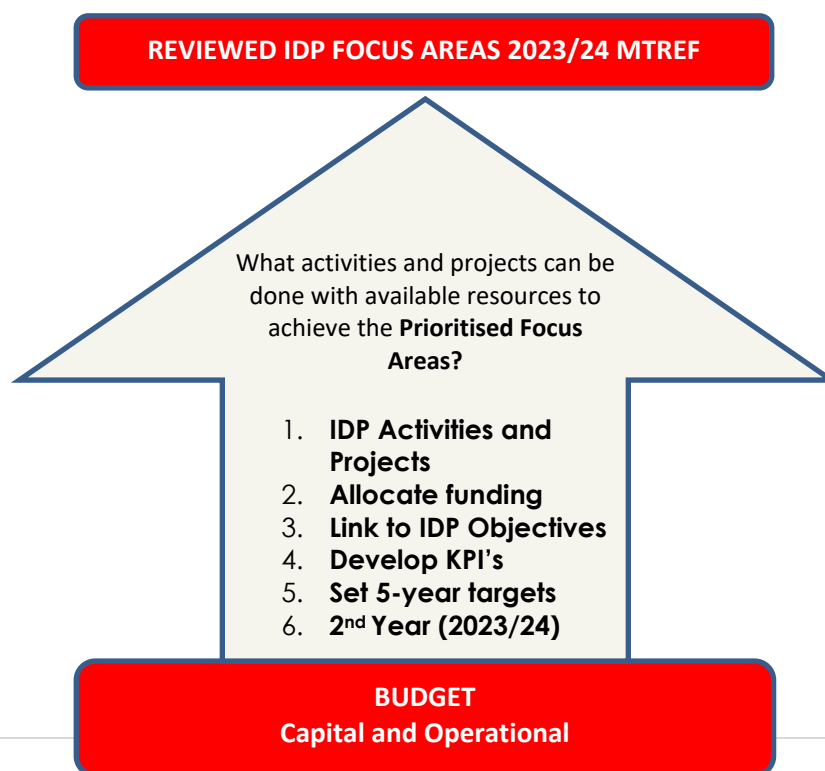 REVIEWED IDP FOCUS AREAS 2023/24 MTREF
What activities and projects can be
done with available resources to
achieve the Prioritised Focus
Areas?
1. IDP Activities and
Projects
2. Allocate funding
3. Link to IDP Objectives
4. Develop KPI’s
5. Set 5-year targets
6. 2nd Year (2023/24)
BUDGET
Capital and Operational